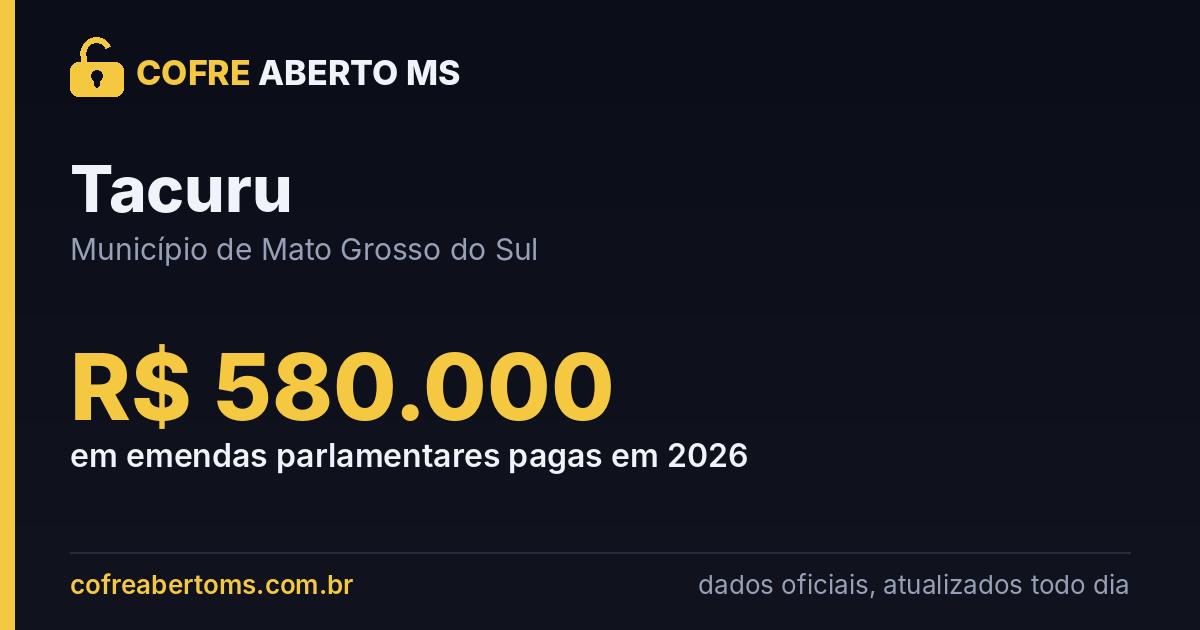 COFRE ABERTO MS
Tacuru
Município de Mato Grosso do Sul
R$ 580.000
em emendas parlamentares pagas em 2026
cofreabertoms.com.br
dados oficiais, atualizados todo dia